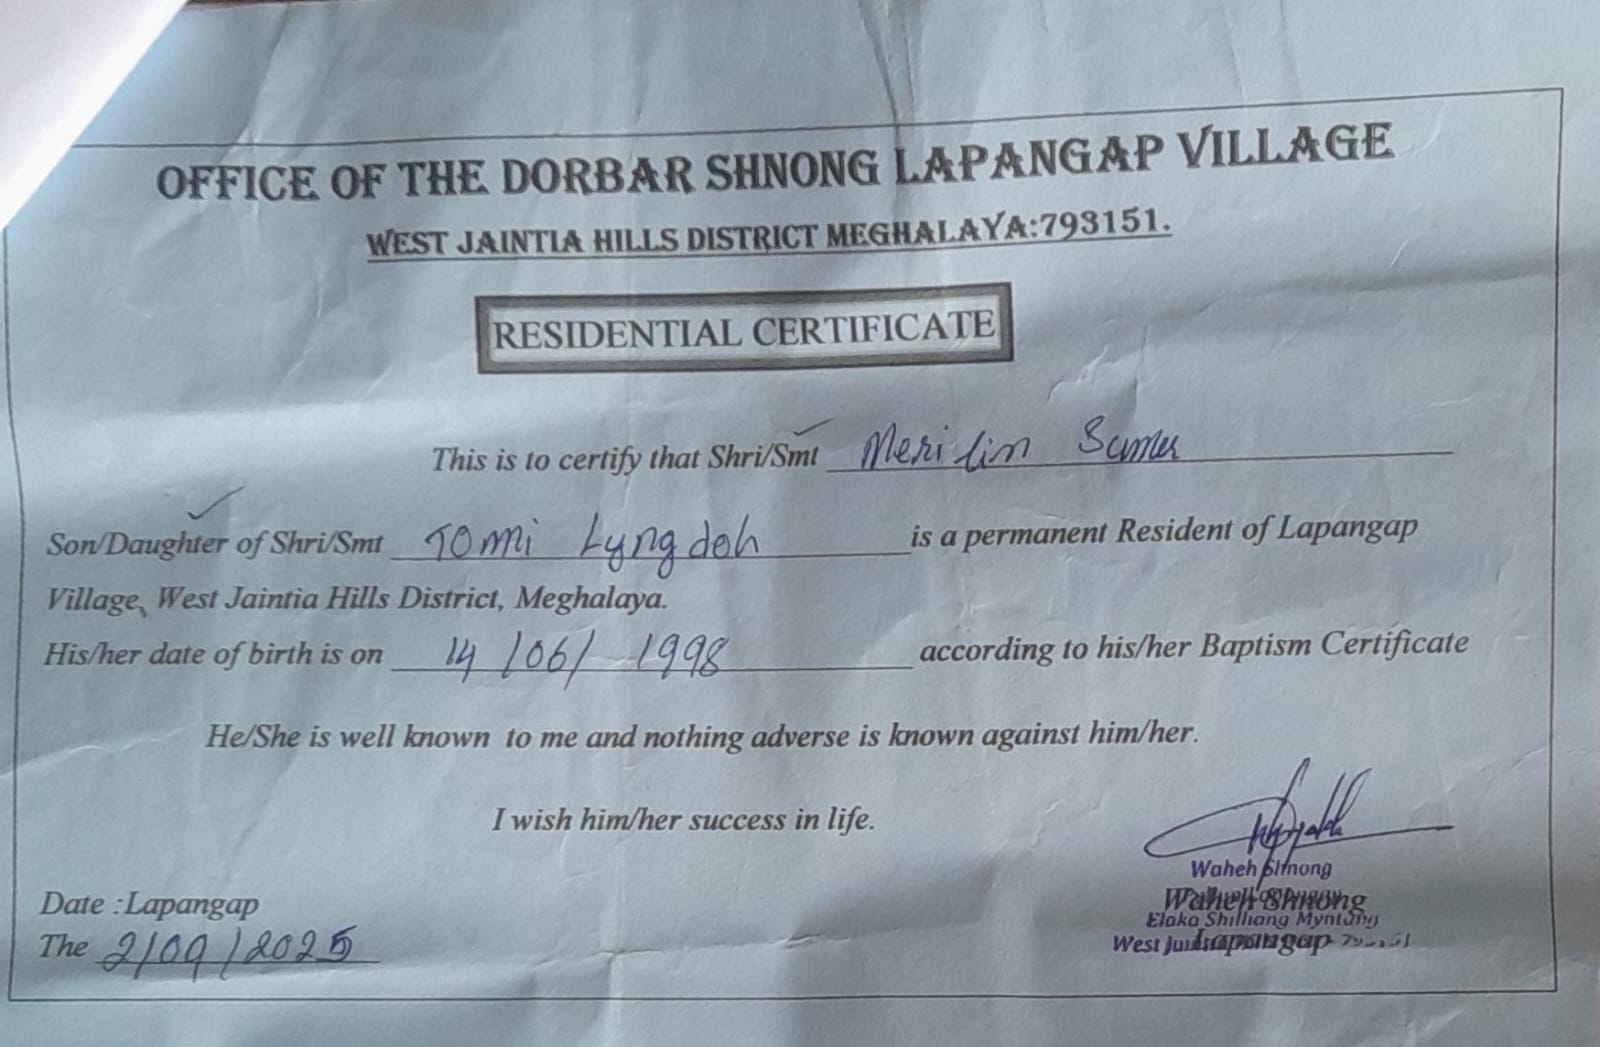 OFFICE OF THE DORBAR SHNONG LAPANGAP VILLAGE
WEST JAINTIA HILLS DISTRICT MEGHALAYA:793151.
RESIDENTIAL CERTIFICATE
This is to certify that Shri/Smt Merilin Sumer
Son/Daughter of Shri/Smt Tomi Lyngdoh is a permanent Resident of Lapangap
Village, West Jaintia Hills District, Meghalaya.
His/her date of birth is on 14/06/1998 according to his/her Baptism Certificate
He/She is well known to me and nothing adverse is known against him/her.
I wish him/her success in life.
Waheh Shnong
Date :Lapangap
Waheh Shnong
Elaka Shilliang Myntang
The 2/09/2025
West
Lapangap